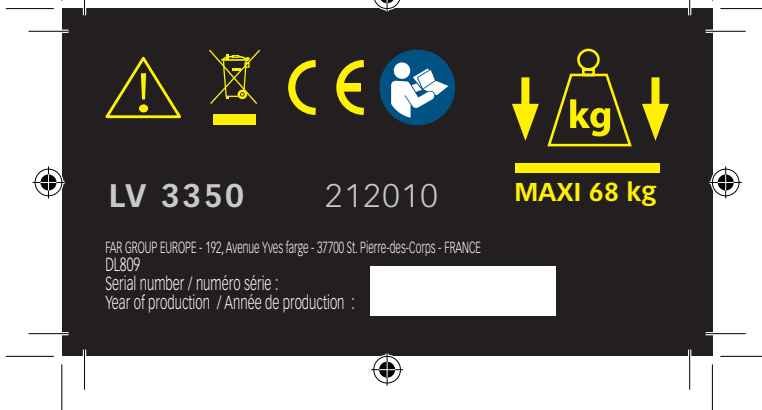 CE
kg
MAXI 68 kg
LV 3350 212010
FAR GROUP EUROPE - 192, Avenue Yves farge - 37700 St. Pierre-des-Corps - FRANCE
DL809
Serial number / numéro série :
Year of production / Année de production :